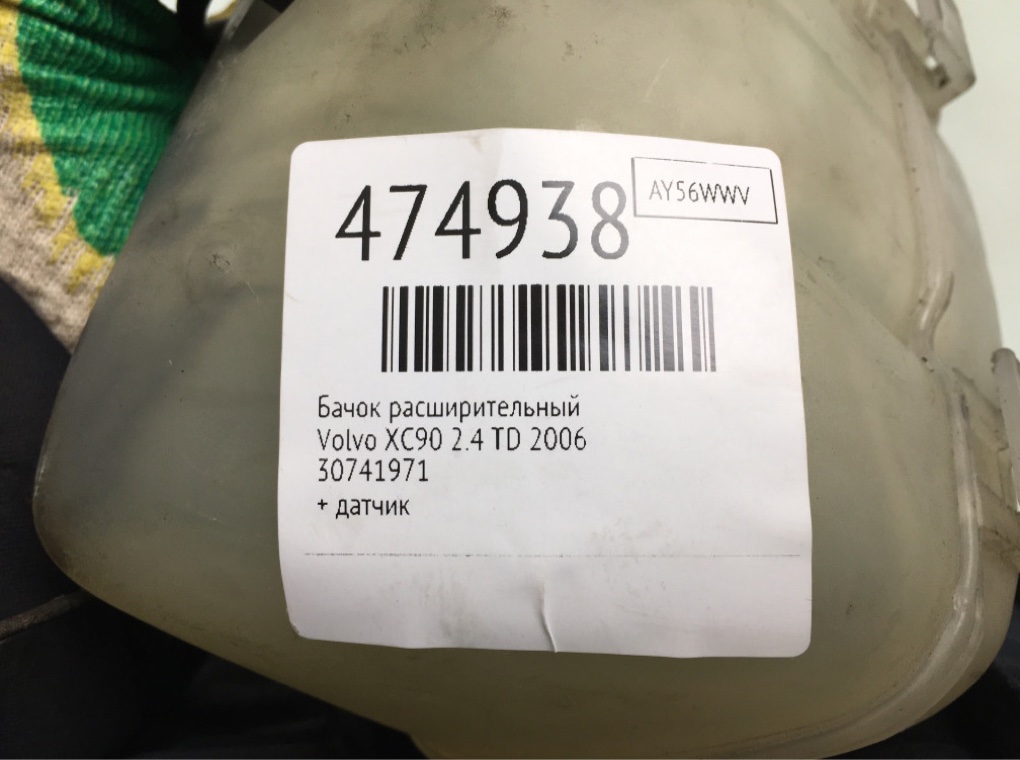 474938
AY56WWV
Бачок расширительный
Volvo XC90 2.4 TD 2006
30741971
+ датчик